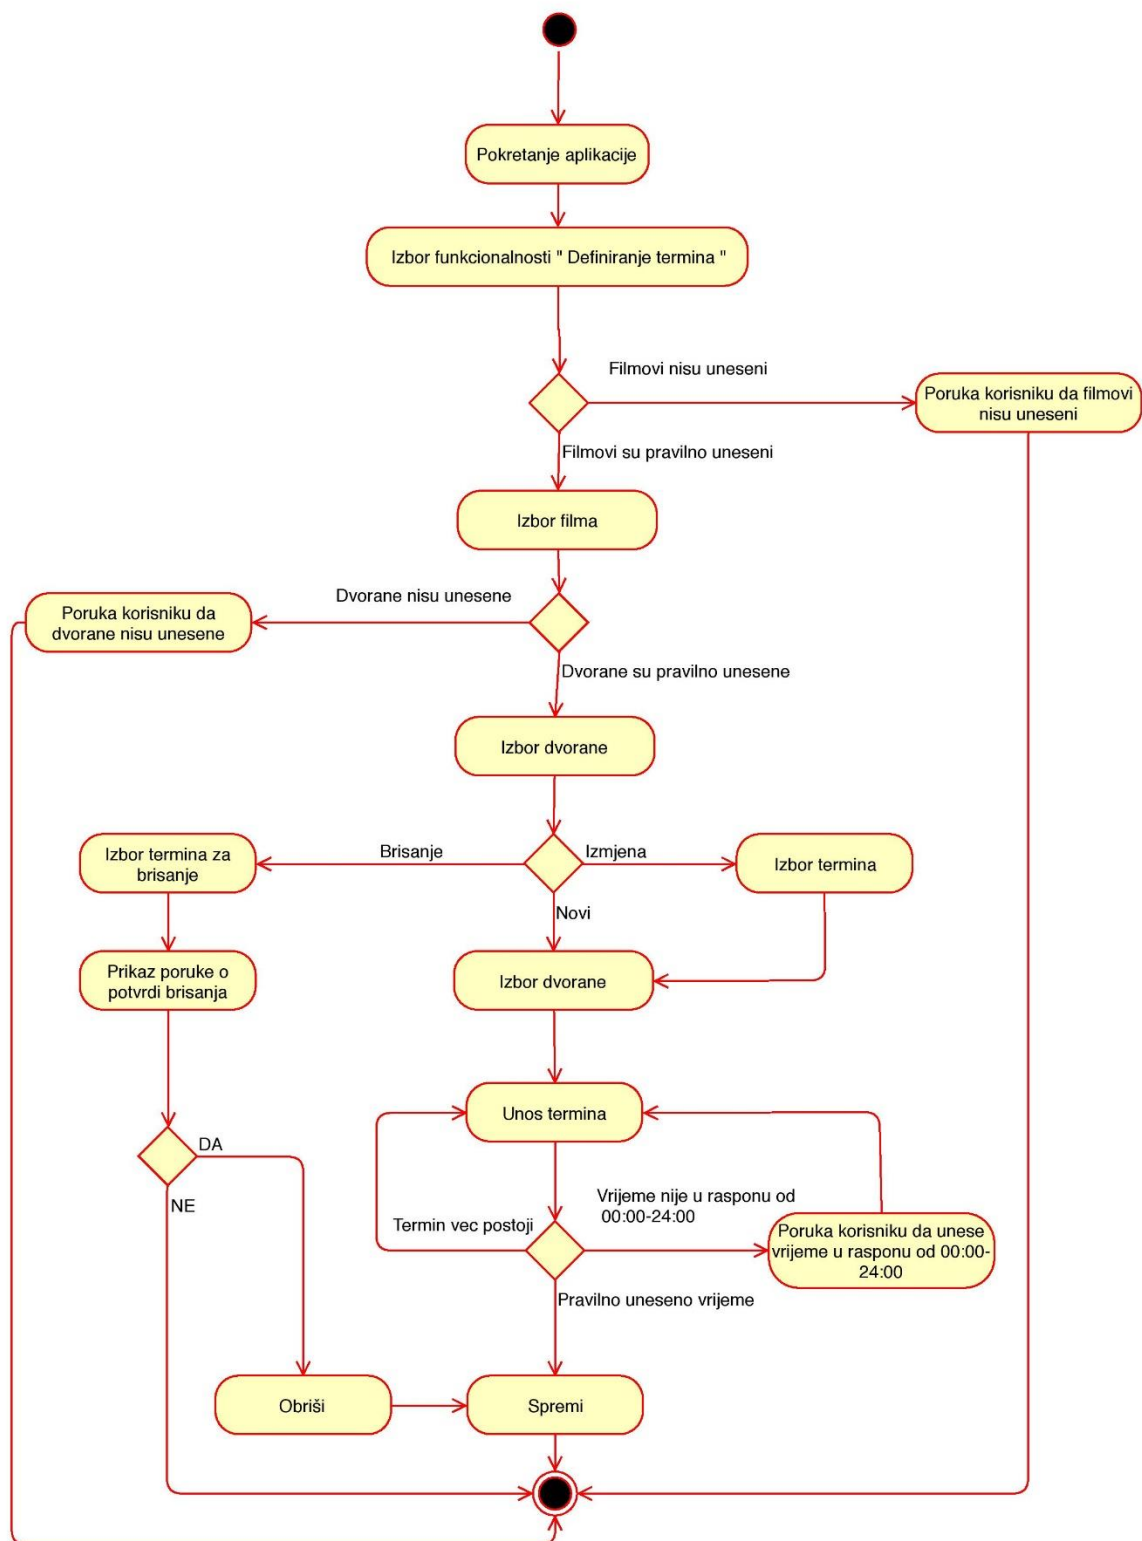 Pokretanje aplikacije
Izbor funkcionalnosti " Definiranje termina "
Filmovi nisu uneseni
Poruka korisniku da filmovi
nisu uneseni
Filmovi su pravilno uneseni
Izbor filma
Dvorane nisu unesene
Poruka korisniku da
dvorane nisu unesene
Dvorane su pravilno unesene
Izbor dvorane
Brisanje
Izmjena
Izbor termina za
brisanje
Izbor termina
Novi
Prikaz poruke o
potvrdi brisanja
Izbor dvorane
Unos termina
DA
NE
Termin vec postoji
Vrijeme nije u rasponu od
00:00-24:00
Poruka korisniku da unese
vrijeme u rasponu od 00:00-
24:00
Pravilno uneseno vrijeme
Obriši
Spremi